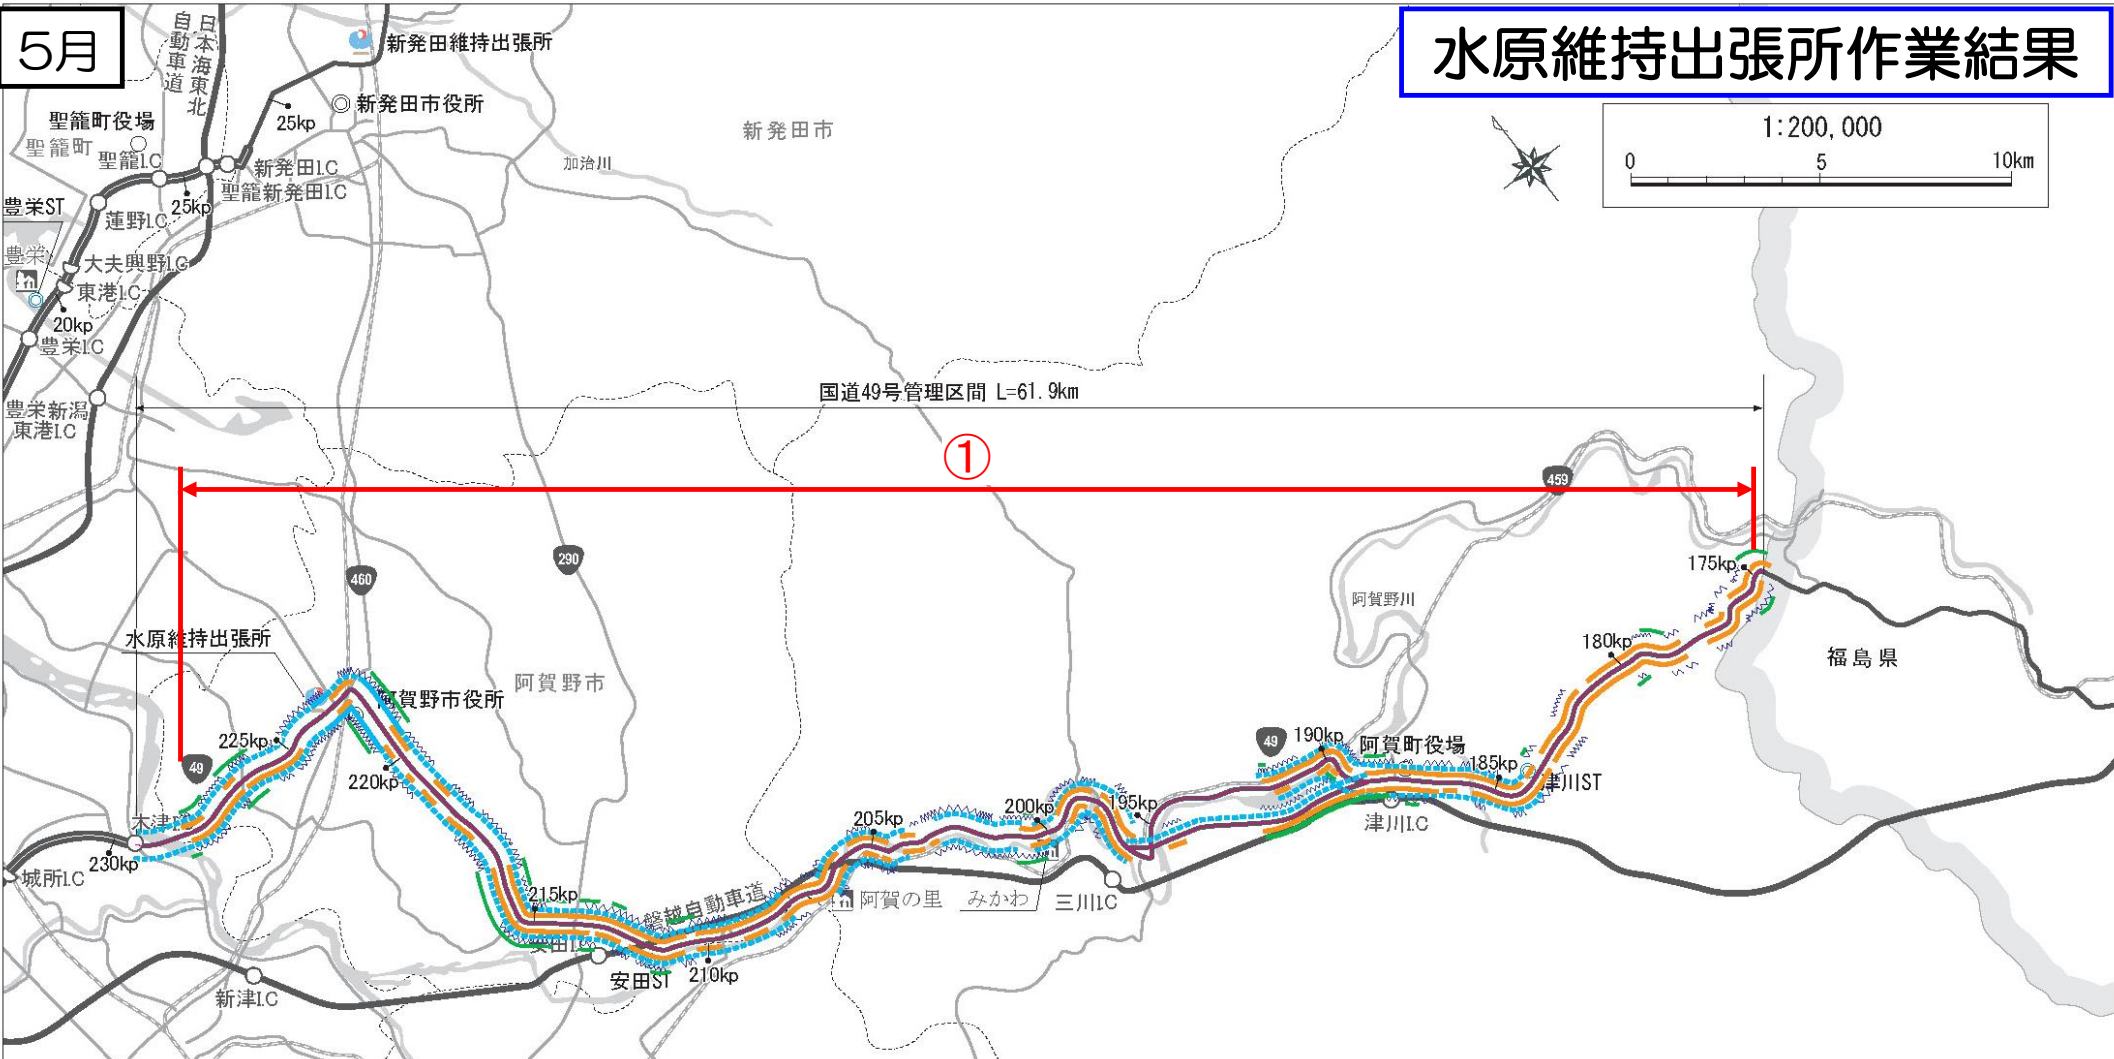 5月
水原維持出張所作業結果
1:200,000
0 5 10km
日本海東北
自動車道
新発田維持出張所
新発田市役所
25kp
聖籠町役場
聖籠町
聖籠I.C
新発田I.C
聖籠新発田I.C
25kp
蓮野I.C
豊栄ST
豊栄
大夫興野I.C
東港I.C
20kp
豊栄I.C
豊栄新潟
東港I.C
新発田市
加治川
国道49号管理区間 L=61.9km
①
459
290
460
175kp
阿賀野川
180kp
福島県
水原維持出張所
阿賀野市役所
阿賀野市
225kp
49
220kp
49
190kp
阿賀町役場
185kp
津川ST
津川I.C
195kp
200kp
205kp
木津I.C
230kp
城所I.C
215kp
磐越自動車道
阿賀の里
みかわ
三川I.C
安田I.C
安田ST
210kp
新津I.C